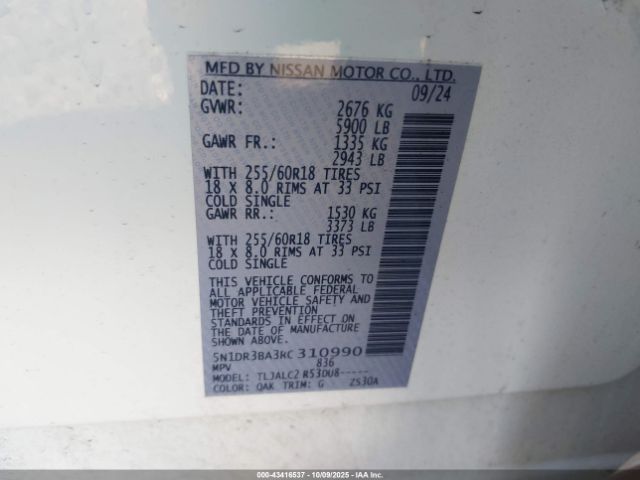 MFD BY NISSAN MOTOR CO., LTD.
DATE: 09/24
GVWR: 2676 KG
5900 LB
GAWR FR.: 1335 KG
2943 LB
WITH 255/60R18 TIRES
18 X 8.0 RIMS AT 33 PSI
COLD SINGLE
GAWR RR.: 1530 KG
3373 LB
WITH 255/60R18 TIRES
18 X 8.0 RIMS AT 33 PSI
COLD SINGLE
THIS VEHICLE CONFORMS TO
ALL APPLICABLE FEDERAL
MOTOR VEHICLE SAFETY AND
THEFT PREVENTION
STANDARDS IN EFFECT ON
THE DATE OF MANUFACTURE
SHOWN ABOVE.
5N1DR3BA3RC310990
MPV 836
MODEL: TLJALC2 R53DU8-----
COLOR: QAK TRIM: G ZS30A
000-43416537 - 10/09/2025 - IAA, Inc.